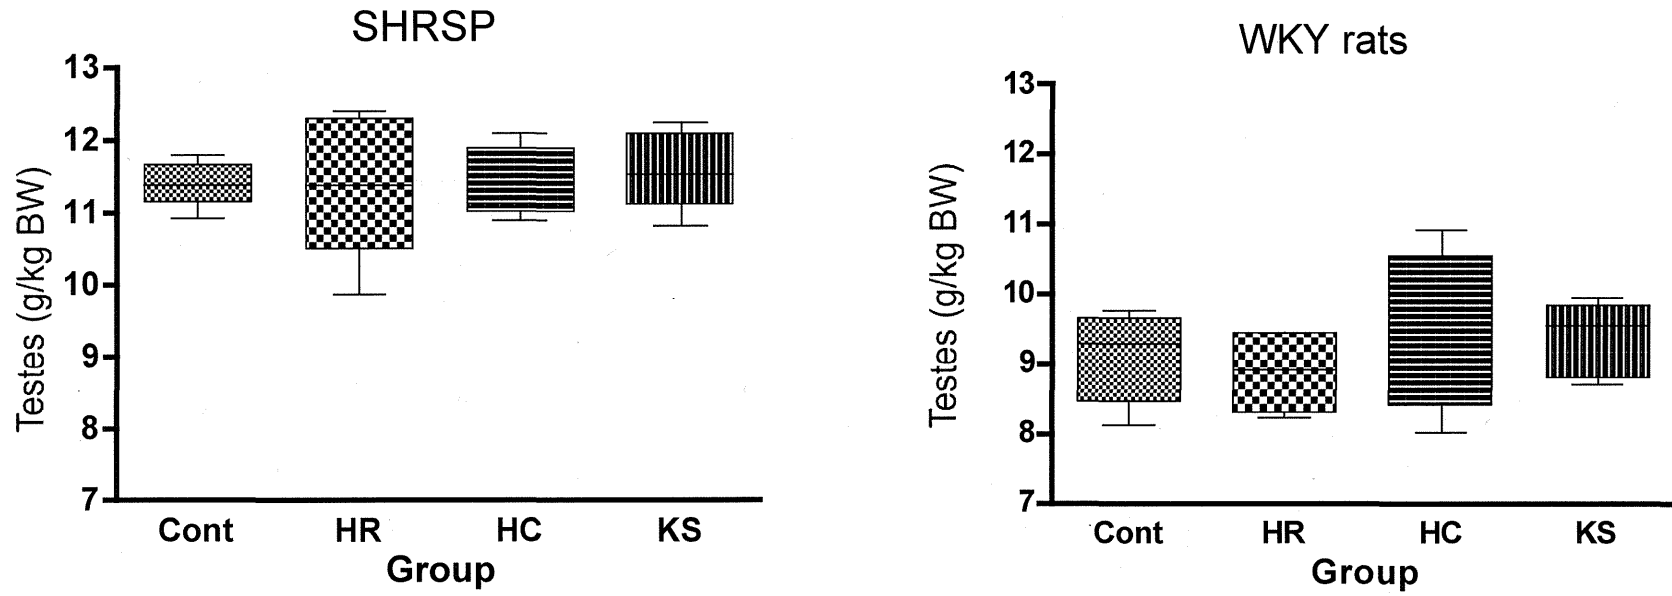 SHRSP
13
12
11
10
9
8
7
Testes (g/kg BW)
Cont HR HC KS
Group
WKY rats
13
12
11
10
9
8
7
Testes (g/kg BW)
Cont HR HC KS
Group